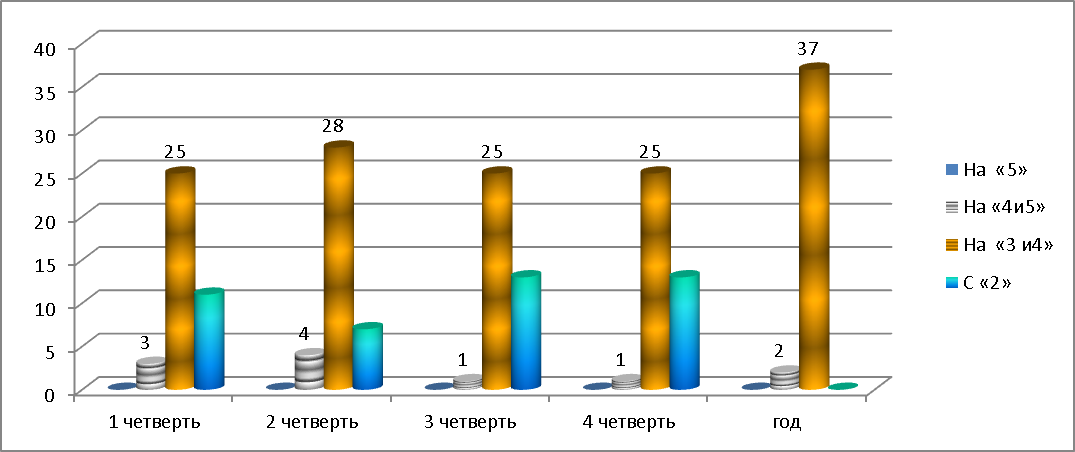 40
35
30
25
20
15
10
5
0
3
25
4
28
1
25
1
25
2
37
1 четверть
2 четверть
3 четверть
4 четверть
год
На «5»
На «4и5»
На «3 и4»
С «2»